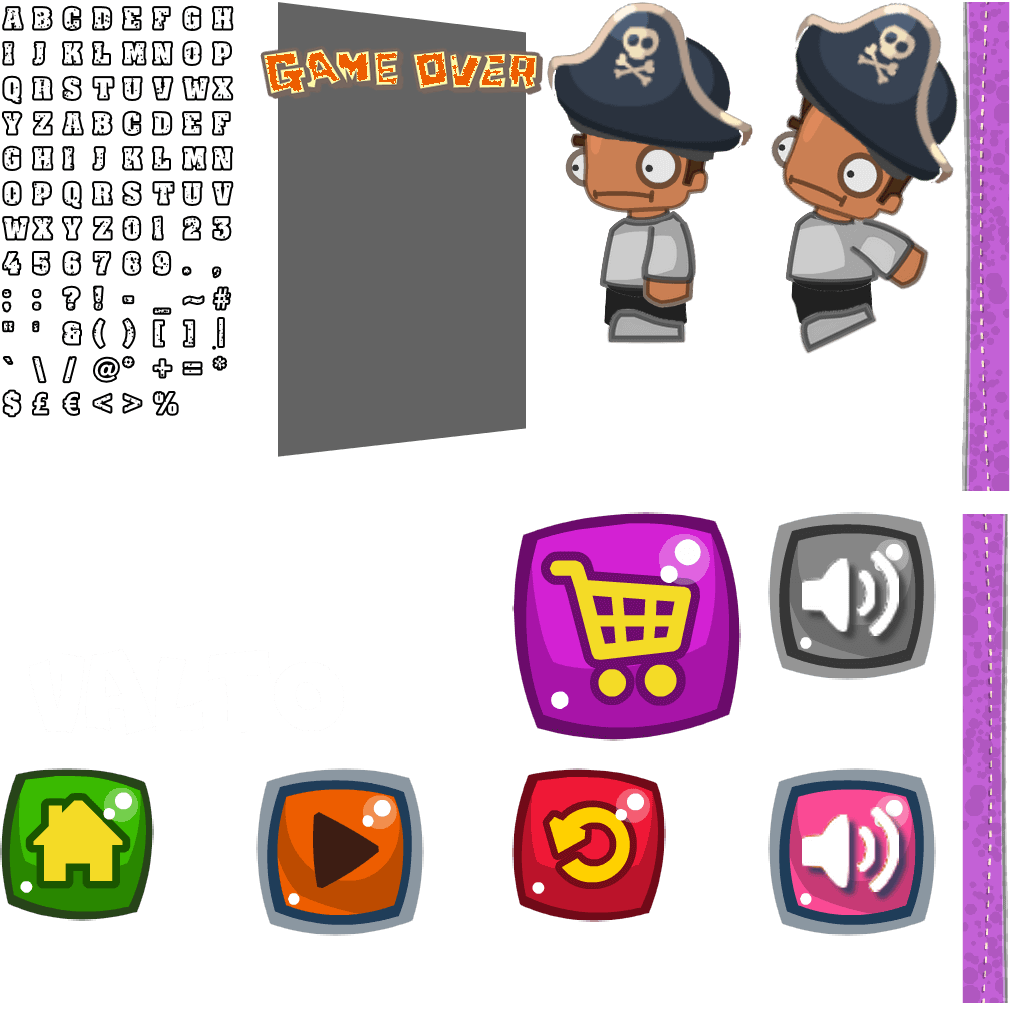 ABCDEFGH
IJKLMNOP
QRSTUVWX
YZABCDEF
GHIJKLMN
OPQRSTUV
WXYZ0123
456789.,
;:?!-_~#
"'&()[]|
`\/@°+=*
$£€<>%
GAME OVER